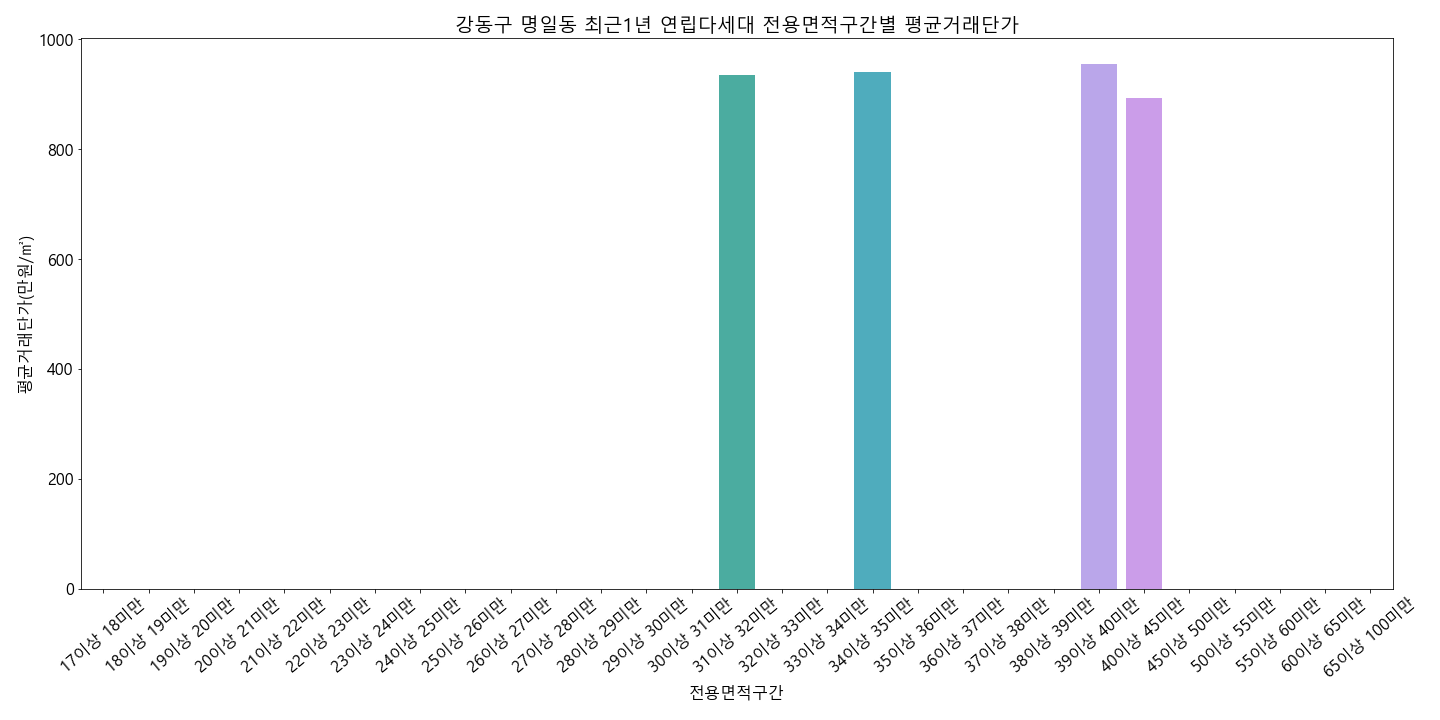 강동구 명일동 최근1년 연립다세대 전용면적구간별 평균거래단가
1000
800
600
400
200
0
평균거래단가(만원/㎡)
17이상 18미만
18이상 19미만
19이상 20미만
20이상 21미만
21이상 22미만
22이상 23미만
23이상 24미만
24이상 25미만
25이상 26미만
26이상 27미만
27이상 28미만
28이상 29미만
29이상 30미만
30이상 31미만
31이상 32미만
32이상 33미만
33이상 34미만
34이상 35미만
35이상 36미만
36이상 37미만
37이상 38미만
38이상 39미만
39이상 40미만
40이상 45미만
45이상 50미만
50이상 55미만
55이상 60미만
60이상 65미만
65이상 100미만
전용면적구간